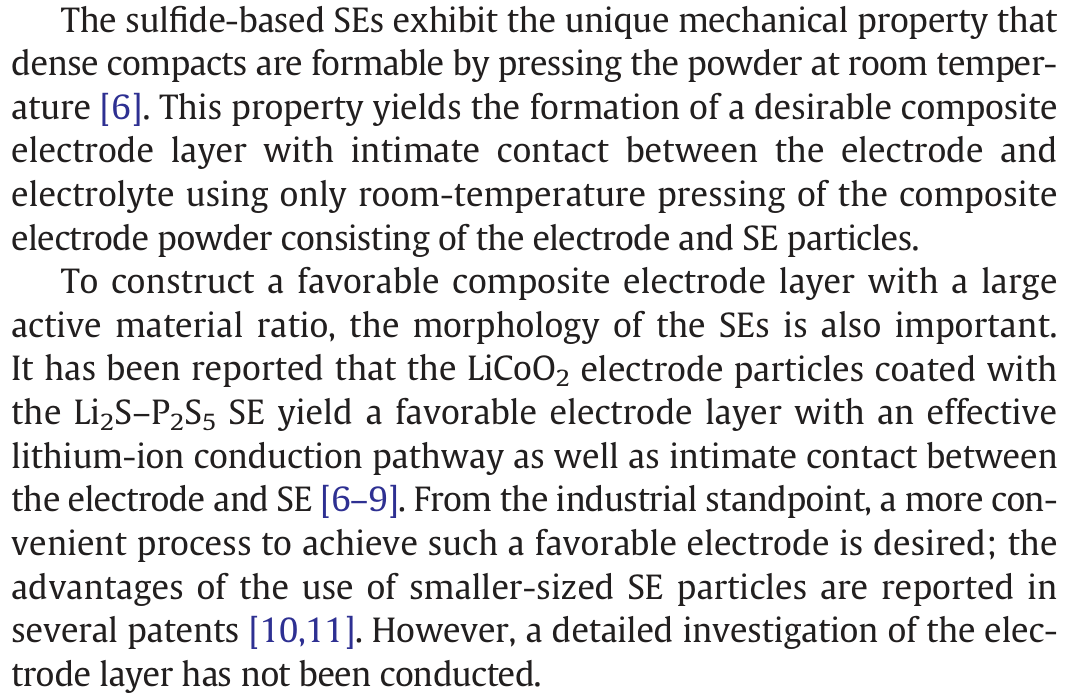 The sulfide-based SEs exhibit the unique mechanical property that
dense compacts are formable by pressing the powder at room temper-
ature [6]. This property yields the formation of a desirable composite
electrode layer with intimate contact between the electrode and
electrolyte using only room-temperature pressing of the composite
electrode powder consisting of the electrode and SE particles.
To construct a favorable composite electrode layer with a large
active material ratio, the morphology of the SEs is also important.
It has been reported that the LiCoO₂ electrode particles coated with
the Li₂S–P₂S₅ SE yield a favorable electrode layer with an effective
lithium-ion conduction pathway as well as intimate contact between
the electrode and SE [6–9]. From the industrial standpoint, a more con-
venient process to achieve such a favorable electrode is desired; the
advantages of the use of smaller-sized SE particles are reported in
several patents [10,11]. However, a detailed investigation of the elec-
trode layer has not been conducted.